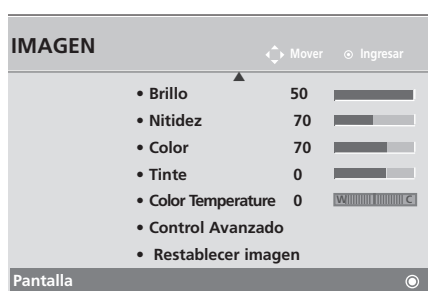 IMAGEN Mover Ingresar
• Brillo 50
• Nitidez 70
• Color 70
• Tinte 0
• Color Temperature 0 W C
• Control Avanzado
• Restablecer imagen
Pantalla